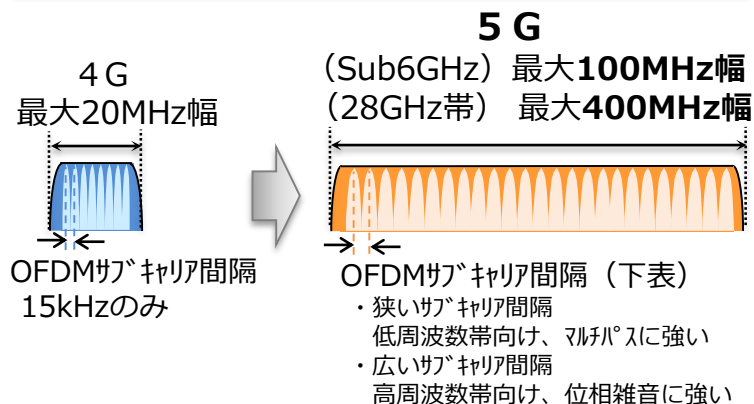 4G
最大20MHz幅
OFDMｻﾌﾞｷｬﾘｱ間隔
15kHzのみ
5G
（Sub6GHz）最大100MHz幅
（28GHz帯） 最大400MHz幅
OFDMｻﾌﾞｷｬﾘｱ間隔（下表）
・狭いｻﾌﾞｷｬﾘｱ間隔
低周波数帯向け、ﾏﾙﾁﾊﾟｽに強い
・広いｻﾌﾞｷｬﾘｱ間隔
高周波数帯向け、位相雑音に強い